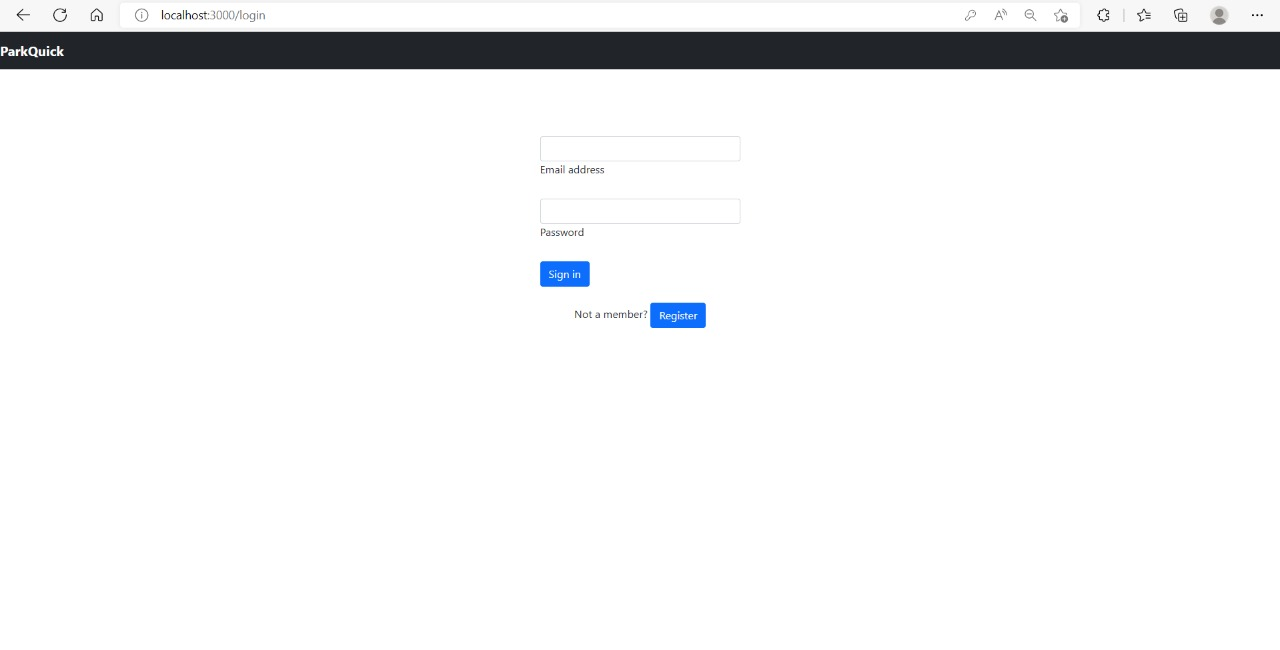 localhost:3000/login
ParkQuick
Email address
Password
Sign in
Not a member? Register